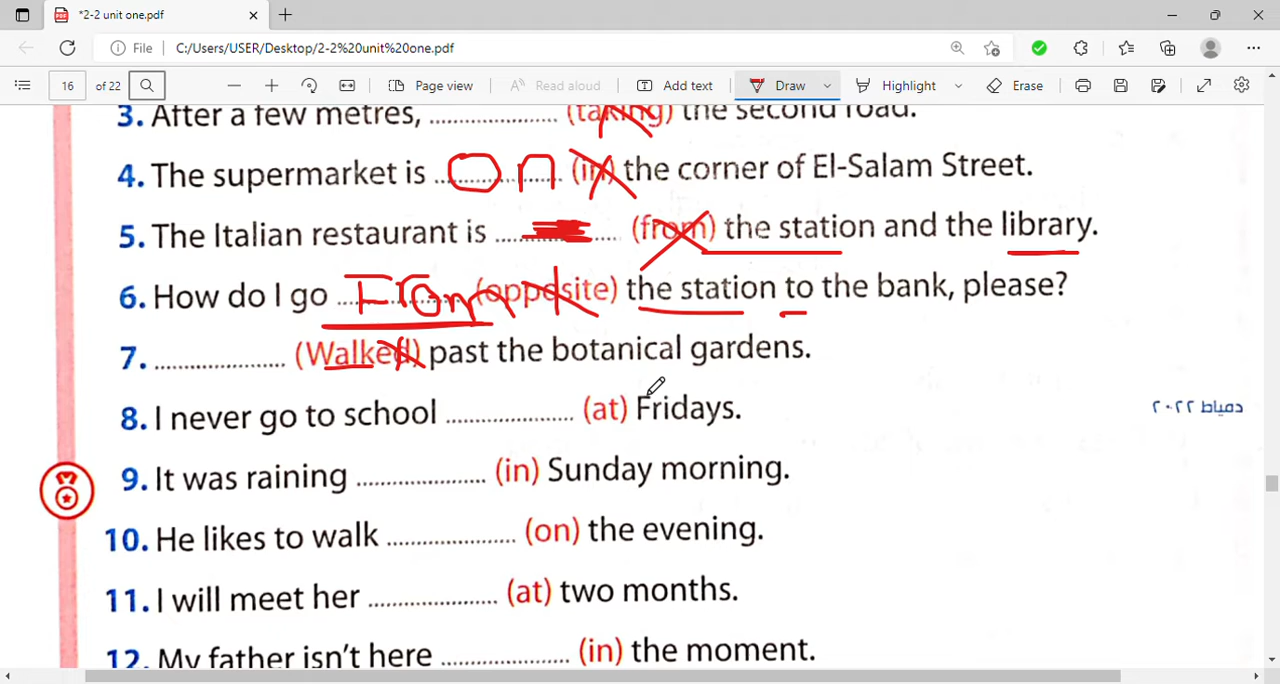 *2-2 unit one.pdf
File C:/Users/USER/Desktop/2-2%20unit%20one.pdf
16 of 22 Page view Read aloud Add text Draw Highlight Erase
3. After a few metres, ..................... (taking) the second road.
4. The supermarket is on (in) the corner of El-Salam Street.
5. The Italian restaurant is ..................... (from) the station and the library.
6. How do I go From (opposite) the station to the bank, please?
7. ..................... (Walked) past the botanical gardens.
8. I never go to school ..................... (at) Fridays. دمياط ٢٠٢٢
9. It was raining ..................... (in) Sunday morning.
10. He likes to walk ..................... (on) the evening.
11. I will meet her ..................... (at) two months.
12. My father isn't here ..................... (in) the moment.